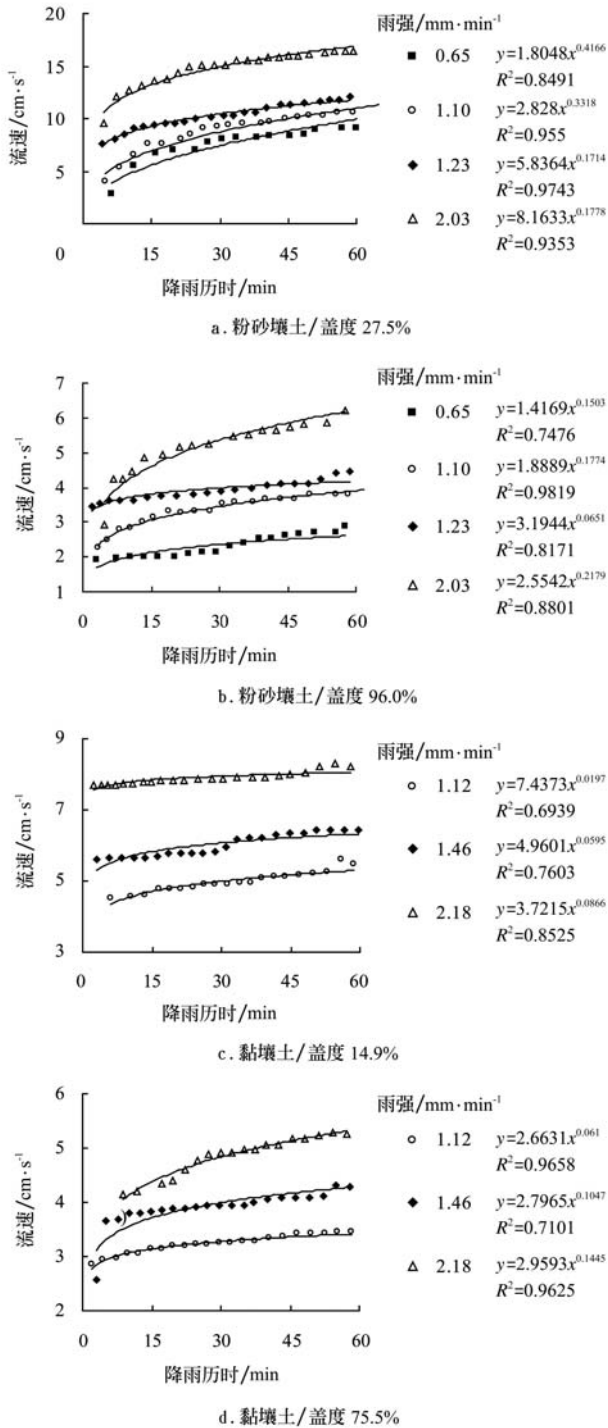 雨强/mm·min⁻¹
20
15
10
5
0
15
30
45
60
流速/cm·s⁻¹
降雨历时/min
■ 0.65 y=1.8048x^0.4166
R²=0.8491
○ 1.10 y=2.828x^0.3318
R²=0.955
◆ 1.23 y=5.8364x^0.1714
R²=0.9743
△ 2.03 y=8.1633x^0.1778
R²=0.9353
a.粉砂壤土/盖度 27.5%
雨强/mm·min⁻¹
7
6
5
4
3
2
1
0
15
30
45
60
流速/cm·s⁻¹
降雨历时/min
■ 0.65 y=1.4169x^0.1503
R²=0.7476
○ 1.10 y=1.8889x^0.1774
R²=0.9819
◆ 1.23 y=3.1944x^0.0651
R²=0.8171
△ 2.03 y=2.5542x^0.2179
R²=0.8801
b.粉砂壤土/盖度 96.0%
雨强/mm·min⁻¹
9
7
5
3
0
15
30
45
60
流速/cm·s⁻¹
降雨历时/min
○ 1.12 y=7.4373x^0.0197
R²=0.6939
◆ 1.46 y=4.9601x^0.0595
R²=0.7603
△ 2.18 y=3.7215x^0.0866
R²=0.8525
c.黏壤土/盖度 14.9%
雨强/mm·min⁻¹
6
5
4
3
2
0
15
30
45
60
流速/cm·s⁻¹
降雨历时/min
○ 1.12 y=2.6631x^0.061
R²=0.9658
◆ 1.46 y=2.7965x^0.1047
R²=0.7101
△ 2.18 y=2.9593x^0.1445
R²=0.9625
d.黏壤土/盖度 75.5%